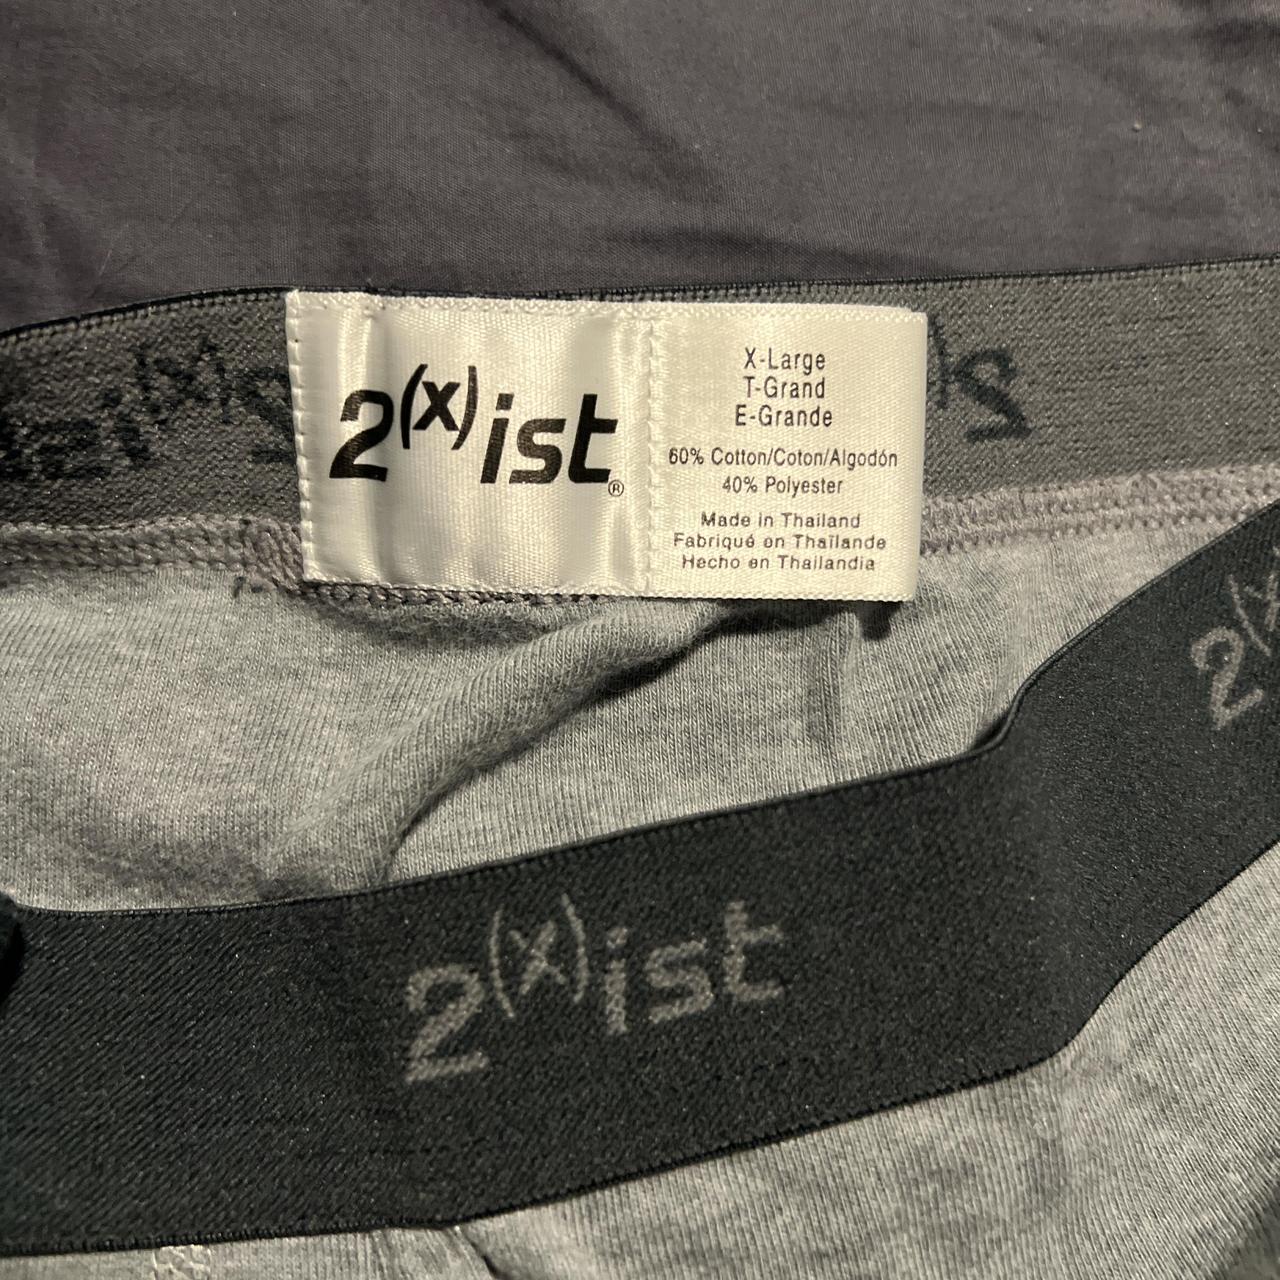 2(x)ist®
X-Large
T-Grand
E-Grande
60% Cotton/Coton/Algodón
40% Polyester
Made in Thailand
Fabriqué en Thaïlande
Hecho en Thailandia
2(x)
2(x)ist